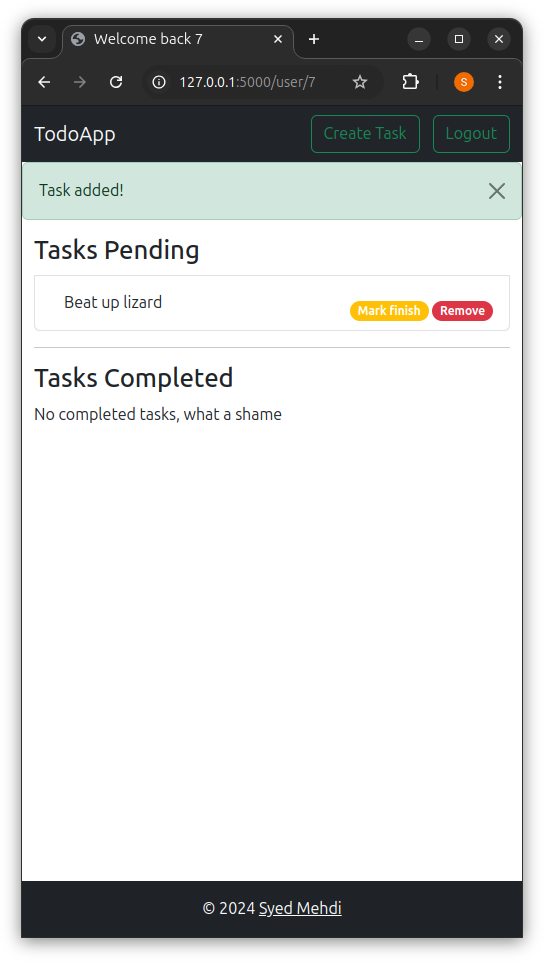 Welcome back 7
127.0.0.1:5000/user/7
S
TodoApp
Create Task
Logout
Task added!
Tasks Pending
Beat up lizard
Mark finish
Remove
Tasks Completed
No completed tasks, what a shame
© 2024 Syed Mehdi